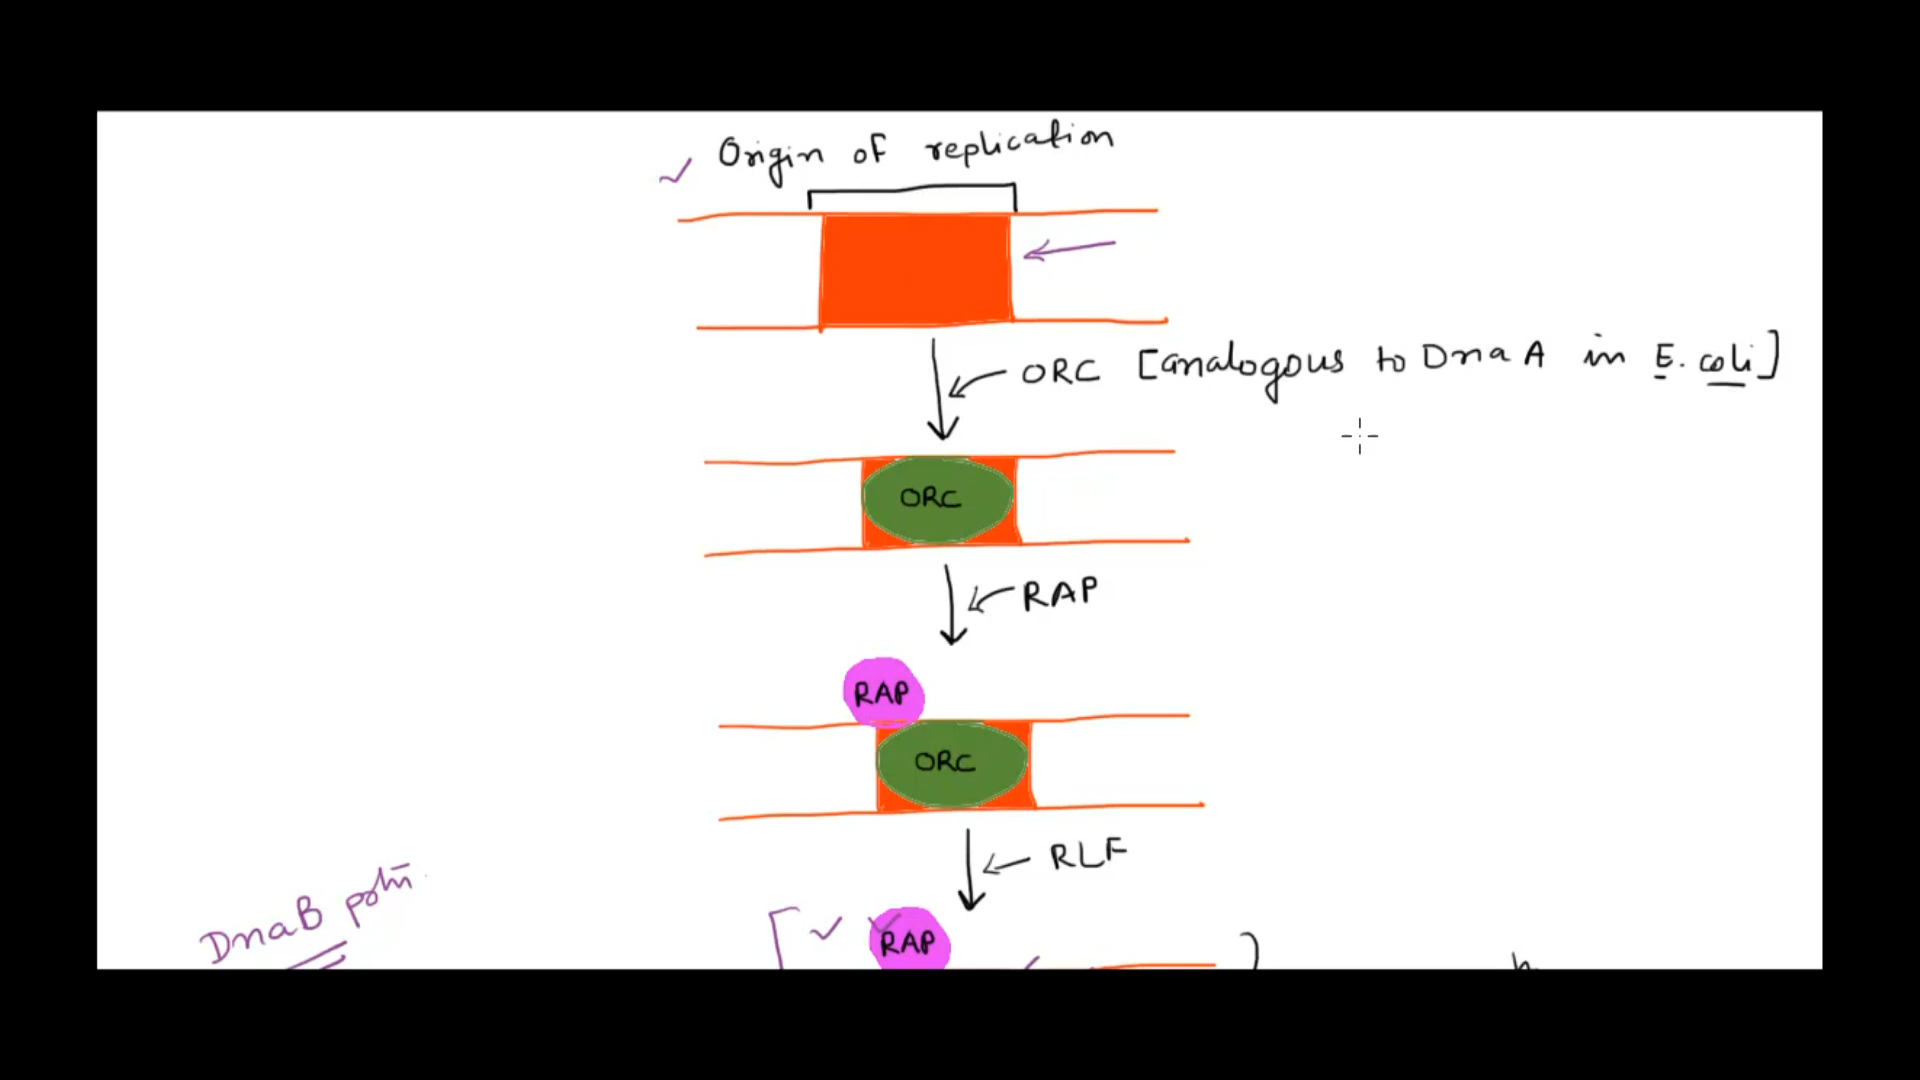 Origin of replication
ORC [analogous to DnaA in E. coli]
ORC
RAP
RAP
ORC
RLF
DnaB
RAP